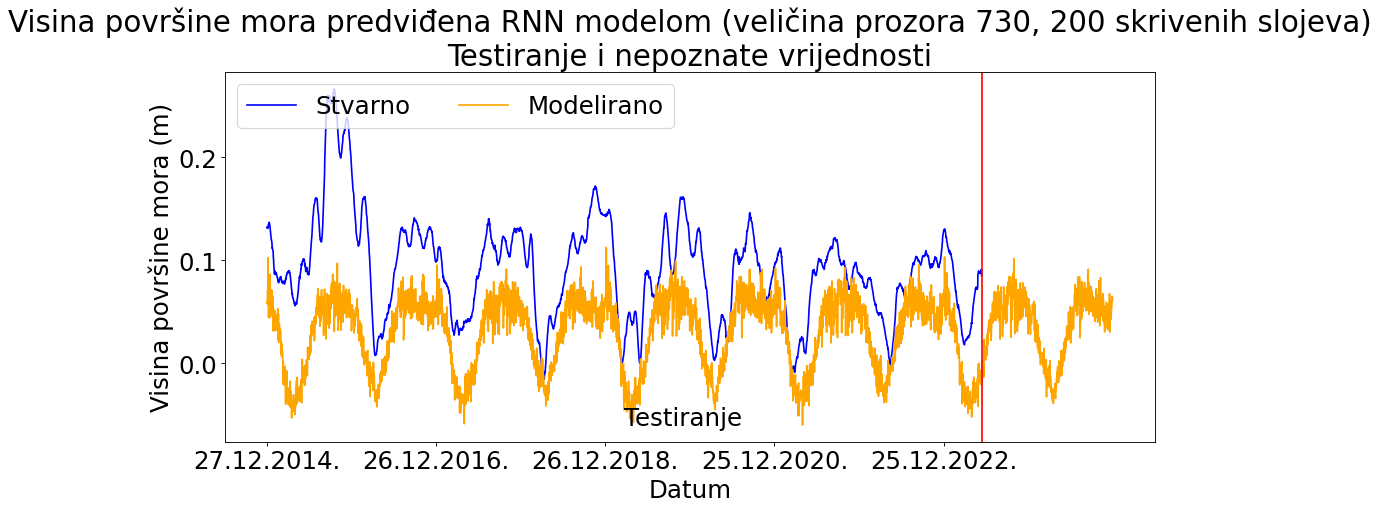 Visina površine mora predviđena RNN modelom (veličina prozora 730, 200 skrivenih slojeva)
Testiranje i nepoznate vrijednosti
Stvarno
Modelirano
Visina površine mora (m)
0.2
0.1
0.0
Testiranje
27.12.2014.
26.12.2016.
26.12.2018.
25.12.2020.
25.12.2022.
Datum